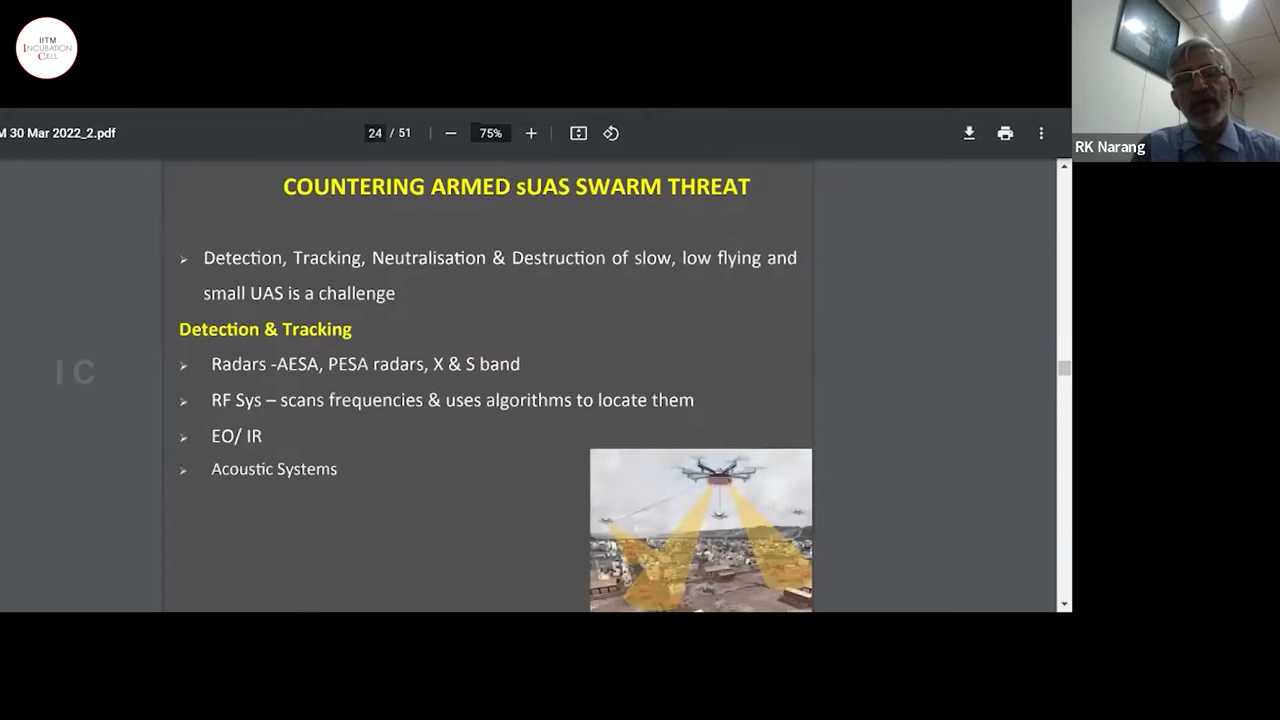 IITM
INCUBATION
CELL
M 30 Mar 2022_2.pdf
24 / 51
75%
RK Narang
COUNTERING ARMED sUAS SWARM THREAT
➢ Detection, Tracking, Neutralisation & Destruction of slow, low flying and
small UAS is a challenge
Detection & Tracking
➢ Radars -AESA, PESA radars, X & S band
➢ RF Sys – scans frequencies & uses algorithms to locate them
➢ EO/ IR
➢ Acoustic Systems
I C